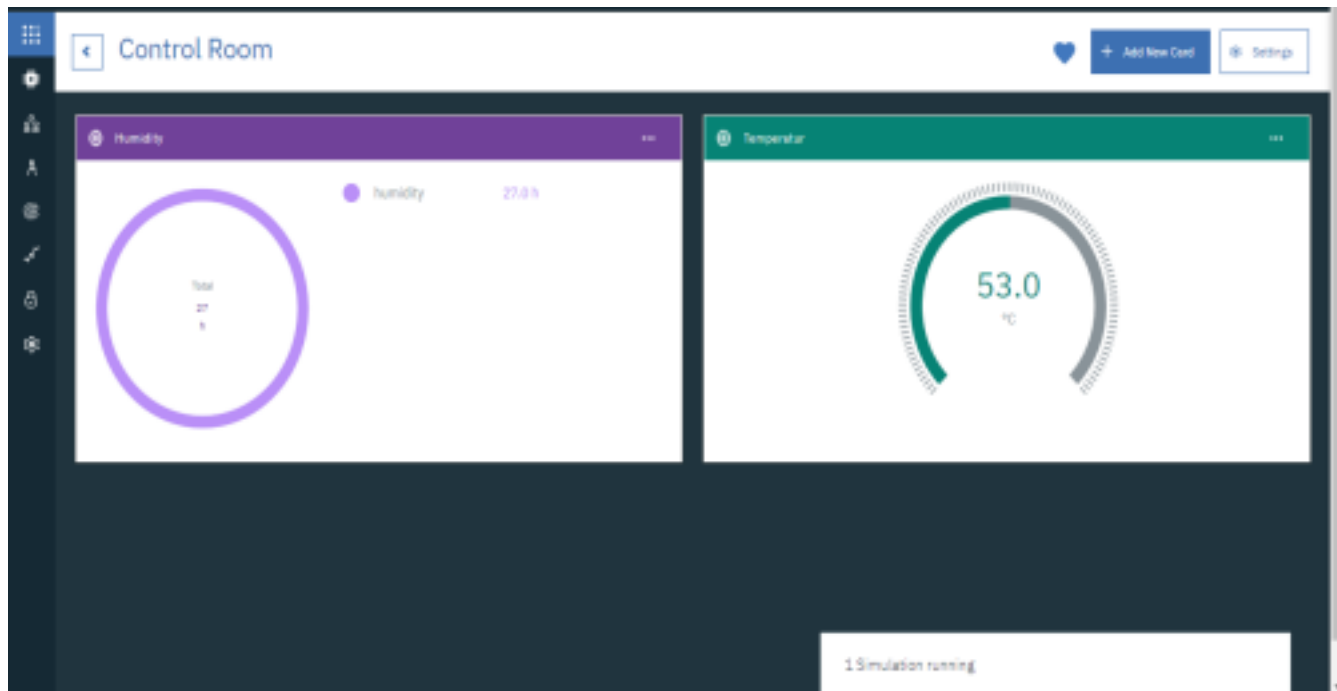 Control Room
+ Add New Card
Settings
Humidity
...
Temperatur
...
humidity 27.0 h
Total
27
h
53.0
°C
1 Simulation running